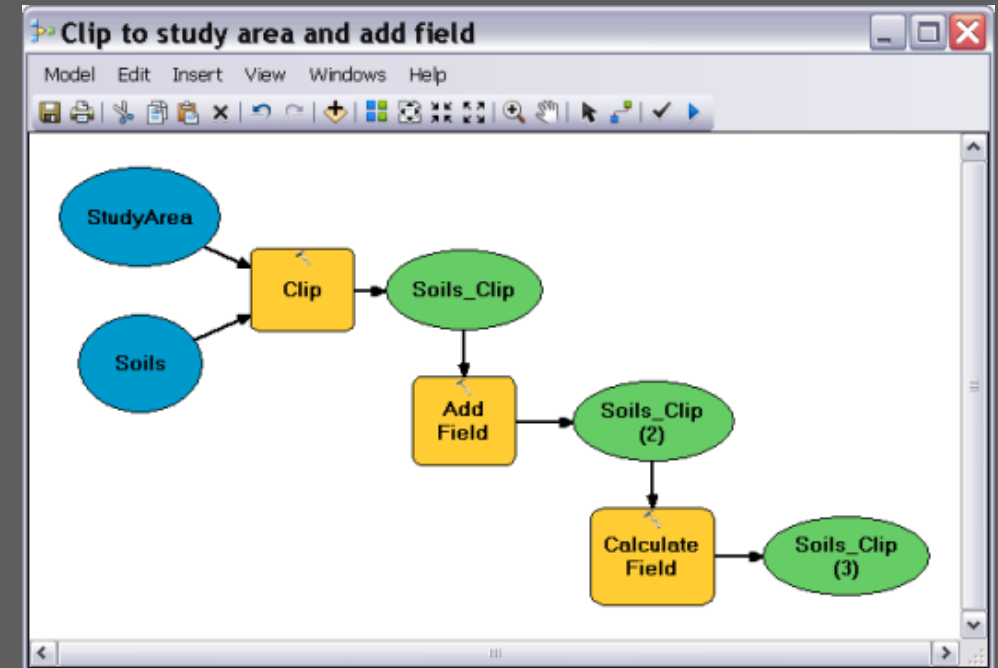 Clip to study area and add field
Model Edit Insert View Windows Help
StudyArea
Clip
Soils_Clip
Soils
Add
Field
Soils_Clip
(2)
Calculate
Field
Soils_Clip
(3)